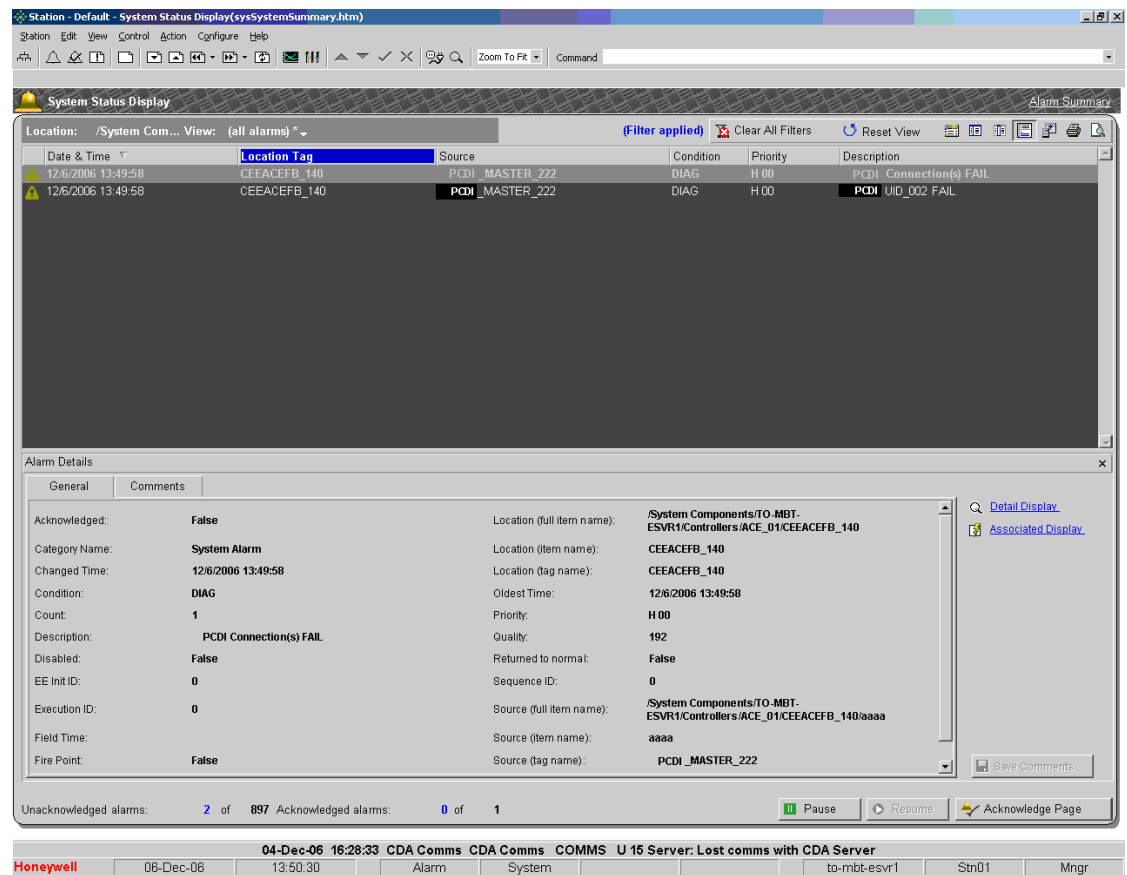 Station - Default - System Status Display(sysSystemSummary.htm)
Station Edit View Control Action Configure Help
Zoom To Fit Command
System Status Display Alarm Summary
Location: /System Com... View: (all alarms) * (Filter applied) Clear All Filters Reset View
Date & Time Location Tag Source Condition Priority Description
12/6/2006 13:49:58 CEEACEFB_140 PCDI _MASTER_222 DIAG H 00 PCDI Connection(s) FAIL
12/6/2006 13:49:58 CEEACEFB_140 PCDI _MASTER_222 DIAG H 00 PCDI UID_002 FAIL
Alarm Details x
General Comments
Acknowledged: False Location (full item name): /System Components/TO-MBT-
ESVR1/Controllers/ACE_01/CEEACEFB_140
Category Name: System Alarm Location (item name): CEEACEFB_140
Changed Time: 12/6/2006 13:49:58 Location (tag name): CEEACEFB_140
Condition: DIAG Oldest Time: 12/6/2006 13:49:58
Count: 1 Priority: H 00
Description: PCDI Connection(s) FAIL Quality: 192
Disabled: False Returned to normal: False
EE Init ID: 0 Sequence ID: 0
Execution ID: 0 Source (full item name): /System Components/TO-MBT-
ESVR1/Controllers/ACE_01/CEEACEFB_140/aaaa
Field Time: Source (item name): aaaa
Fire Point: False Source (tag name): PCDI _MASTER_222
Detail Display
Associated Display
Save Comments
Unacknowledged alarms: 2 of 897 Acknowledged alarms: 0 of 1 Pause Resume Acknowledge Page
04-Dec-06 16:28:33 CDA Comms CDA Comms COMMS U 15 Server: Lost comms with CDA Server
Honeywell 06-Dec-06 13:50:30 Alarm System to-mbt-esvr1 Stn01 Mngr